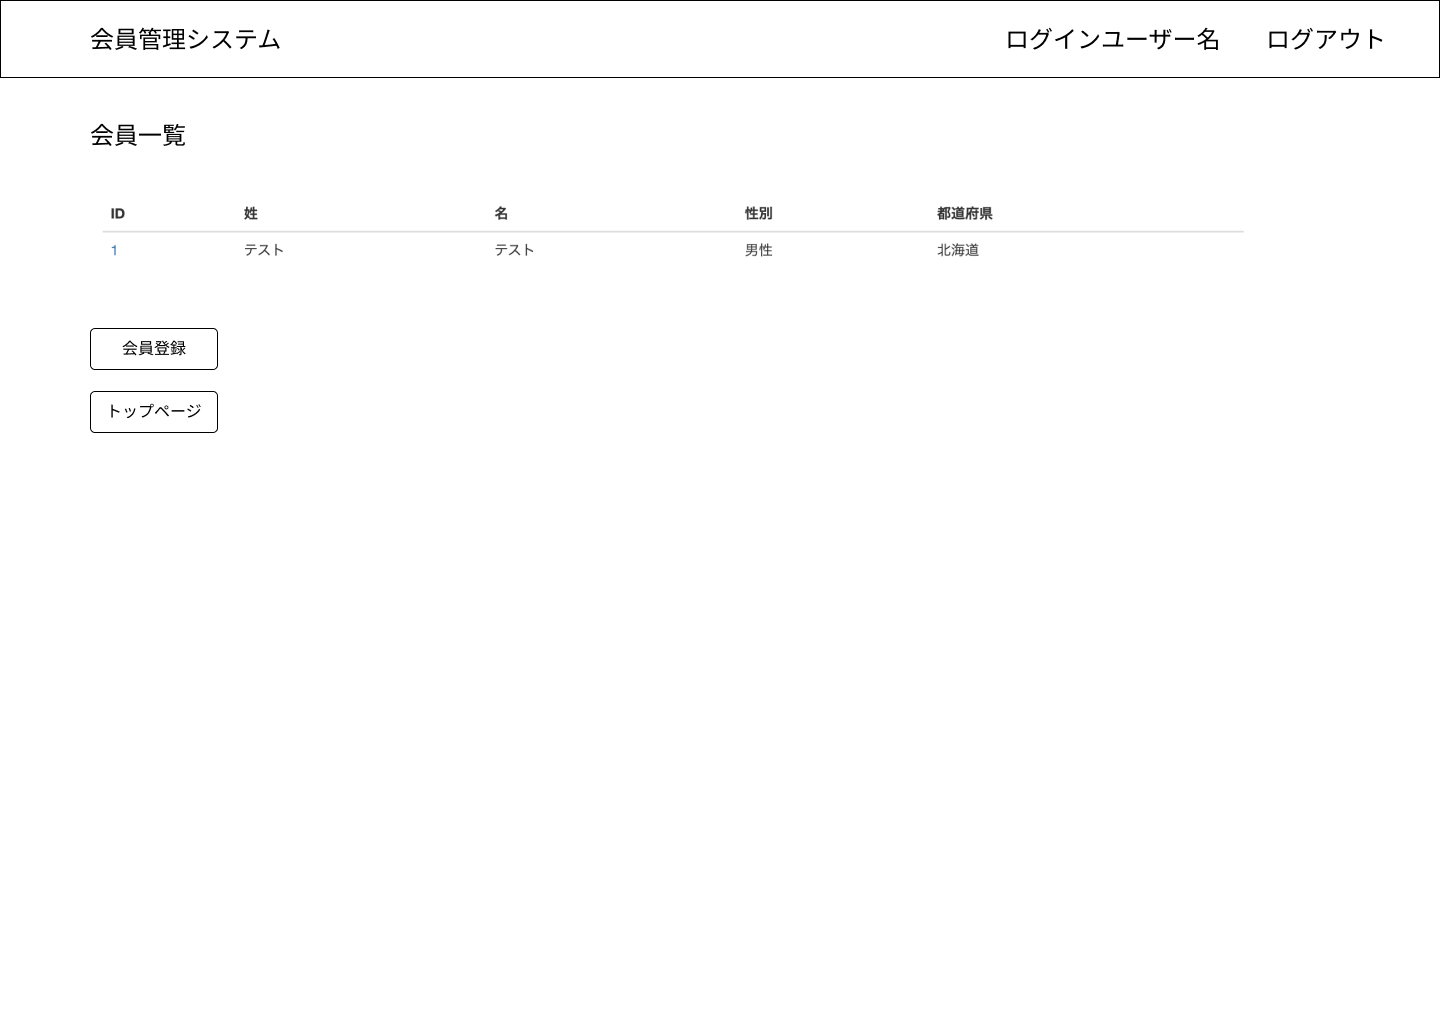 会員管理システム ログインユーザー名 ログアウト
会員一覧
ID 姓 名 性別 都道府県
1 テスト テスト 男性 北海道
会員登録
トップページ